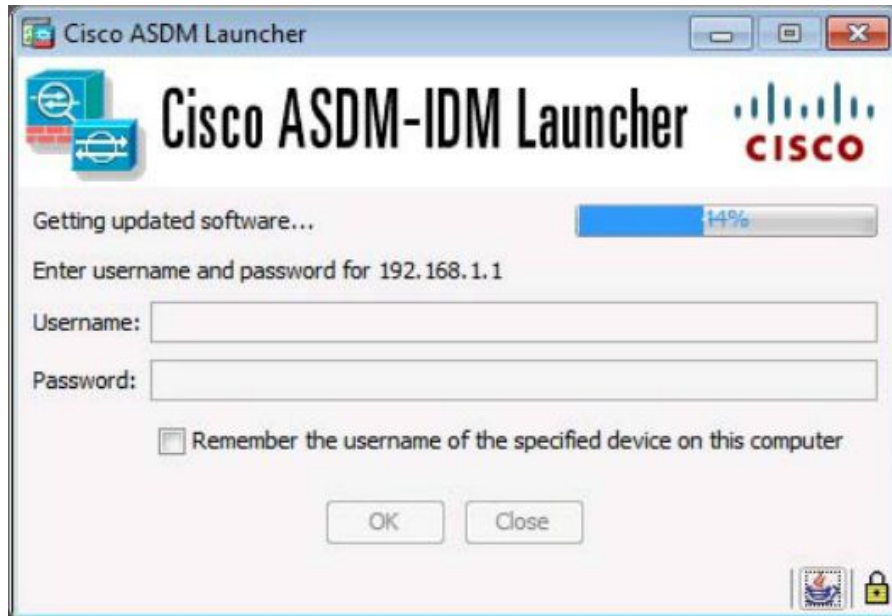 Cisco ASDM Launcher
Cisco ASDM-IDM Launcher
CISCO
Getting updated software...
14%
Enter username and password for 192.168.1.1
Username:
Password:
Remember the username of the specified device on this computer
OK
Close